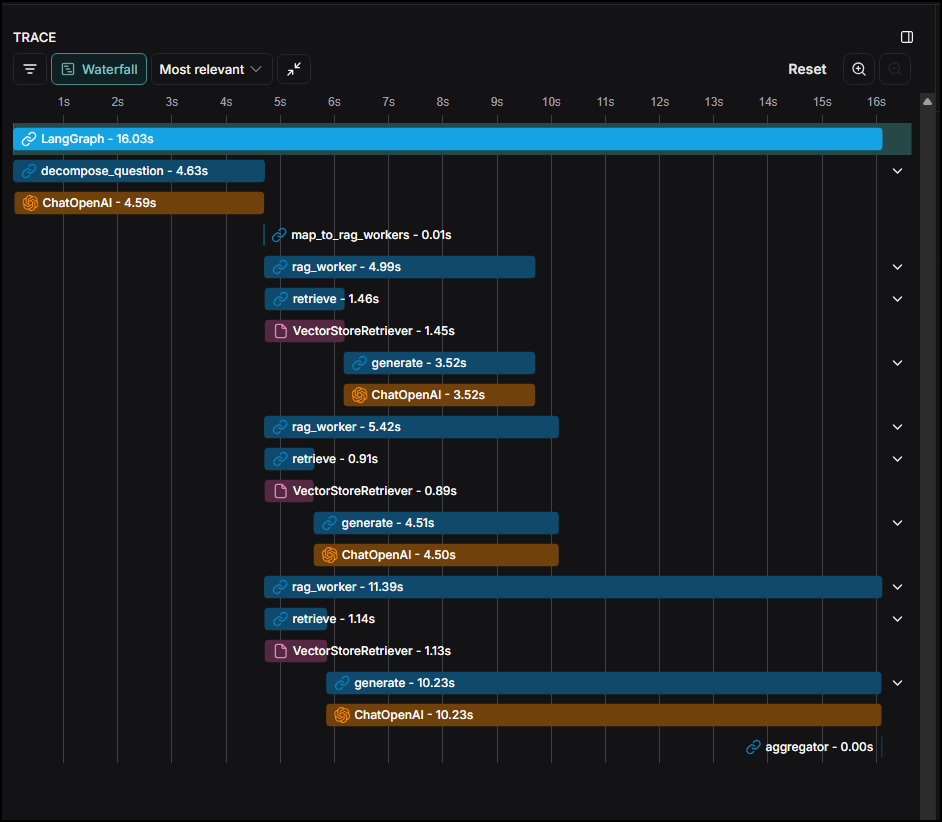 TRACE
Waterfall Most relevant Reset
1s 2s 3s 4s 5s 6s 7s 8s 9s 10s 11s 12s 13s 14s 15s 16s
LangGraph - 16.03s
decompose_question - 4.63s
ChatOpenAI - 4.59s
map_to_rag_workers - 0.01s
rag_worker - 4.99s
retrieve - 1.46s
VectorStoreRetriever - 1.45s
generate - 3.52s
ChatOpenAI - 3.52s
rag_worker - 5.42s
retrieve - 0.91s
VectorStoreRetriever - 0.89s
generate - 4.51s
ChatOpenAI - 4.50s
rag_worker - 11.39s
retrieve - 1.14s
VectorStoreRetriever - 1.13s
generate - 10.23s
ChatOpenAI - 10.23s
aggregator - 0.00s